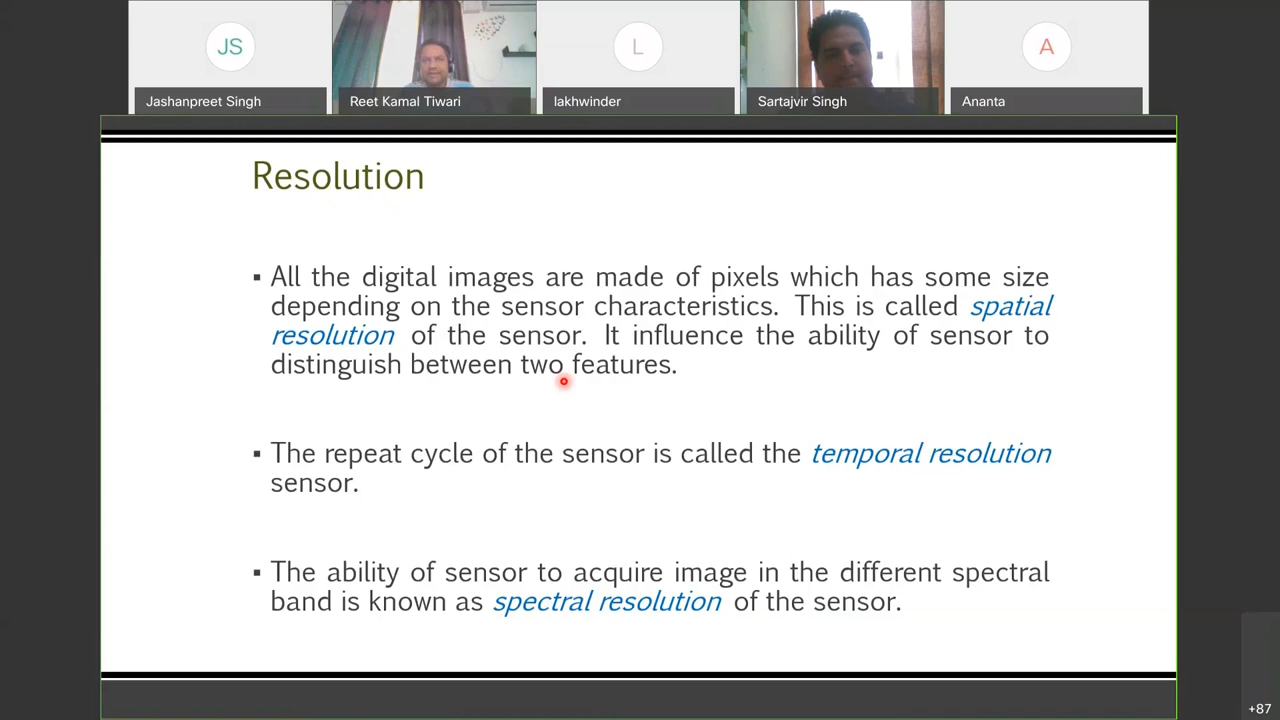 JS
L
A
Jashanpreet Singh
Reet Kamal Tiwari
lakhwinder
Sartajvir Singh
Ananta
Resolution
▪ All the digital images are made of pixels which has some size
depending on the sensor characteristics. This is called spatial
resolution of the sensor. It influence the ability of sensor to
distinguish between two features.
▪ The repeat cycle of the sensor is called the temporal resolution
sensor.
▪ The ability of sensor to acquire image in the different spectral
band is known as spectral resolution of the sensor.
+87